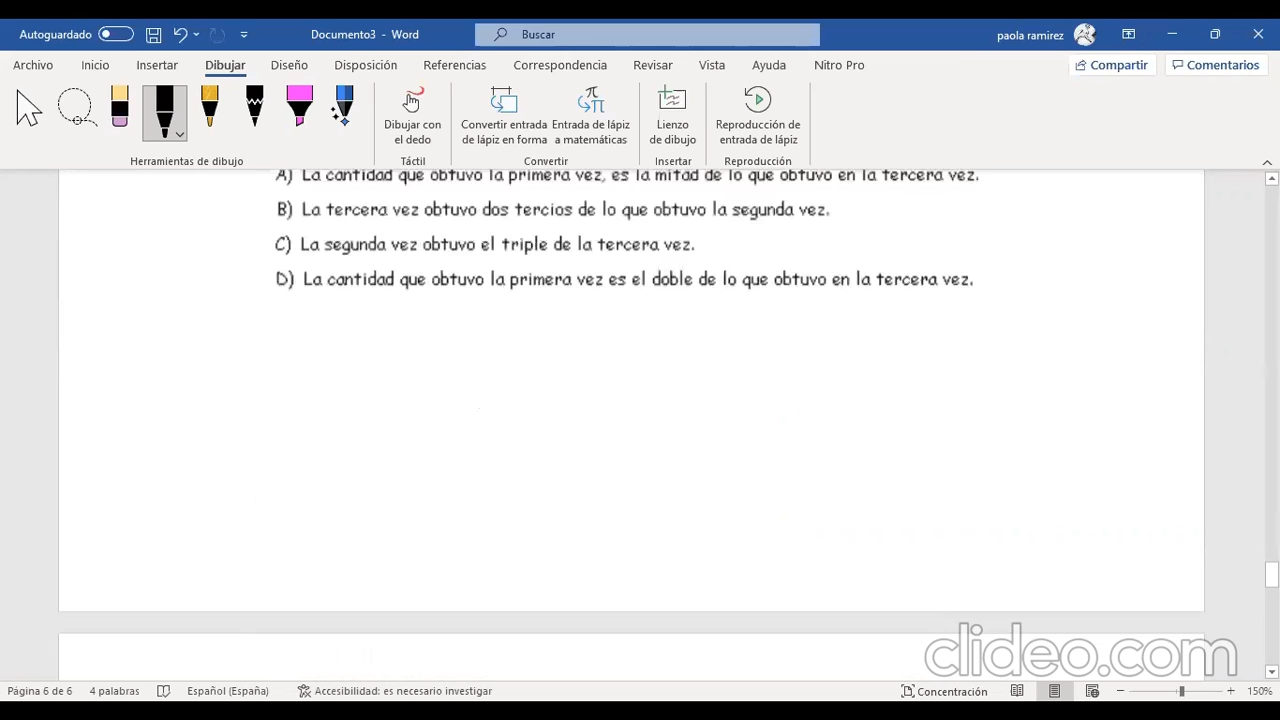 Autoguardado
Documento3 - Word
Buscar
paola ramirez
Archivo Inicio Insertar Dibujar Diseño Disposición Referencias Correspondencia Revisar Vista Ayuda Nitro Pro
Compartir Comentarios
Dibujar con el dedo
Convertir entrada de lápiz en forma
Entrada de lápiz a matemáticas
Lienzo de dibujo
Reproducción de entrada de lápiz
Herramientas de dibujo Táctil Convertir Insertar Reproducción
A) La cantidad que obtuvo la primera vez, es la mitad de lo que obtuvo en la tercera vez.
B) La tercera vez obtuvo dos tercios de lo que obtuvo la segunda vez.
C) La segunda vez obtuvo el triple de la tercera vez.
D) La cantidad que obtuvo la primera vez es el doble de lo que obtuvo en la tercera vez.
clideo.com
Página 6 de 6 4 palabras Español (España) Accesibilidad: es necesario investigar Concentración 150%